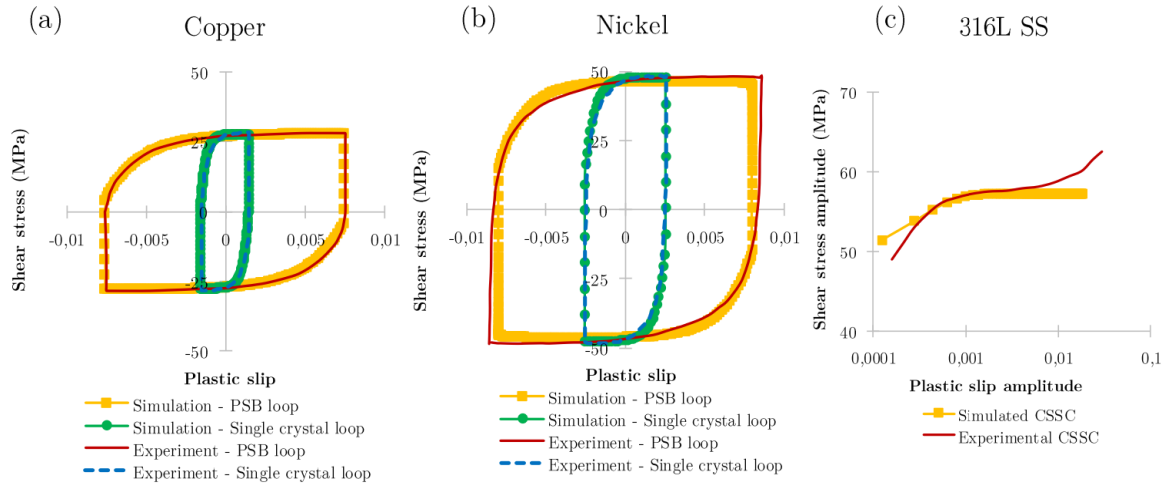 (a)
Copper
50
25
-0,01
-0,005
0
0,005
0,01
-25
-50
Shear stress (MPa)
Plastic slip
Simulation - PSB loop
Simulation - Single crystal loop
Experiment - PSB loop
Experiment - Single crystal loop
(b)
Nickel
50
25
0
-0,01
-0,005
0
0,005
0,01
-25
-50
Shear stress (MPa)
Plastic slip
Simulation - PSB loop
Simulation - Single crystal loop
Experiment - PSB loop
Experiment - Single crystal loop
(c)
316L SS
70
60
50
40
0,0001
0,001
0,01
0,1
Shear stress amplitude (MPa)
Plastic slip amplitude
Simulated CSSC
Experimental CSSC